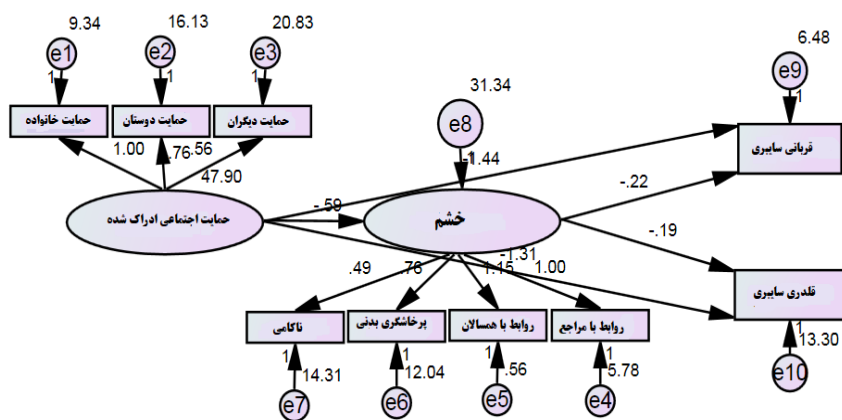 9.34
16.13
20.83
e1
e2
e3
1
1
1
حمایت خانواده
حمایت دوستان
حمایت دیگران
1.00
.76
.56
47.90
حمایت اجتماعی ادراک شده
31.34
e8
1
خشم
-.59
6.48
e9
1
قربانی سایبری
-1.44
-.22
-.19
-1.31
قلدری سایبری
1
13.30
e10
.49
.76
1.15
1.00
ناکامی
پرخاشگری بدنی
روابط با همسالان
روابط با مراجع
1
14.31
1
12.04
1
.56
1
5.78
e7
e6
e5
e4